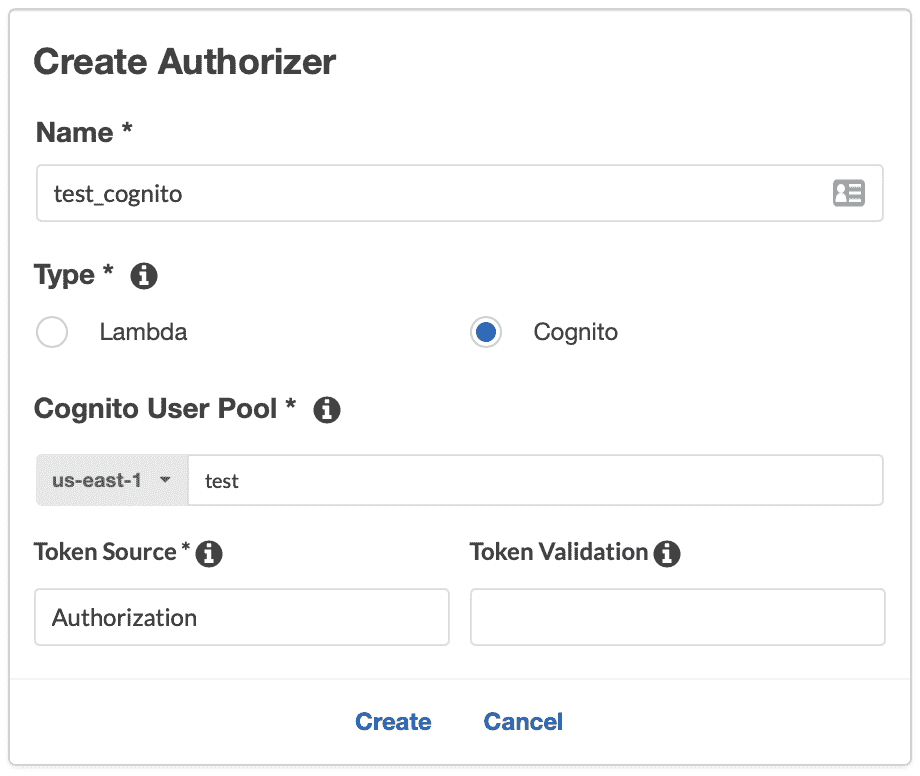 Create Authorizer
Name *
test_cognito
Type *
Lambda Cognito
Cognito User Pool *
us-east-1 test
Token Source * Token Validation
Authorization
Create Cancel